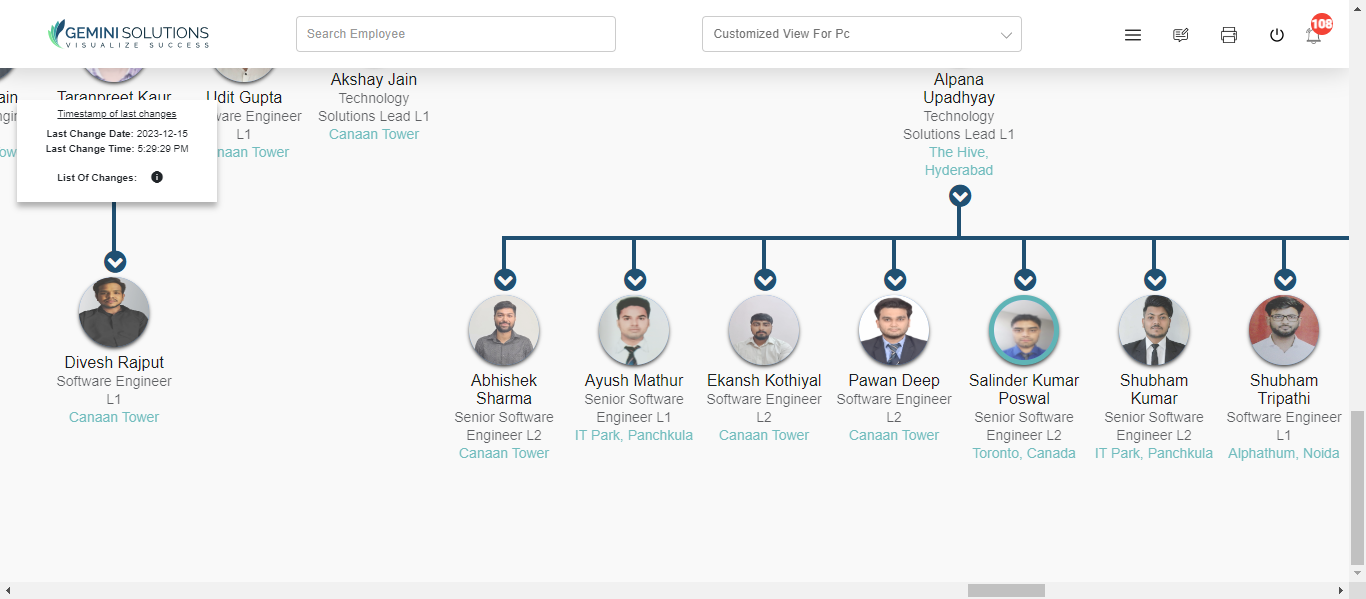 GEMINI SOLUTIONS
VISUALIZE SUCCESS
Search Employee
Customized View For Pc
108
ain
Taranpreet Kaur
Udit Gupta
ware Engineer
L1
naan Tower
Akshay Jain
Technology
Solutions Lead L1
Canaan Tower
Alpana
Upadhyay
Technology
Solutions Lead L1
The Hive,
Hyderabad
Timestamp of last changes
Last Change Date: 2023-12-15
Last Change Time: 5:29:29 PM
List Of Changes:
Divesh Rajput
Software Engineer
L1
Canaan Tower
Abhishek
Sharma
Senior Software
Engineer L2
Canaan Tower
Ayush Mathur
Senior Software
Engineer L1
IT Park, Panchkula
Ekansh Kothiyal
Software Engineer
L2
Canaan Tower
Pawan Deep
Software Engineer
L2
Canaan Tower
Salinder Kumar
Poswal
Senior Software
Engineer L2
Toronto, Canada
Shubham
Kumar
Senior Software
Engineer L2
IT Park, Panchkula
Shubham
Tripathi
Software Engineer
L1
Alphathum, Noida